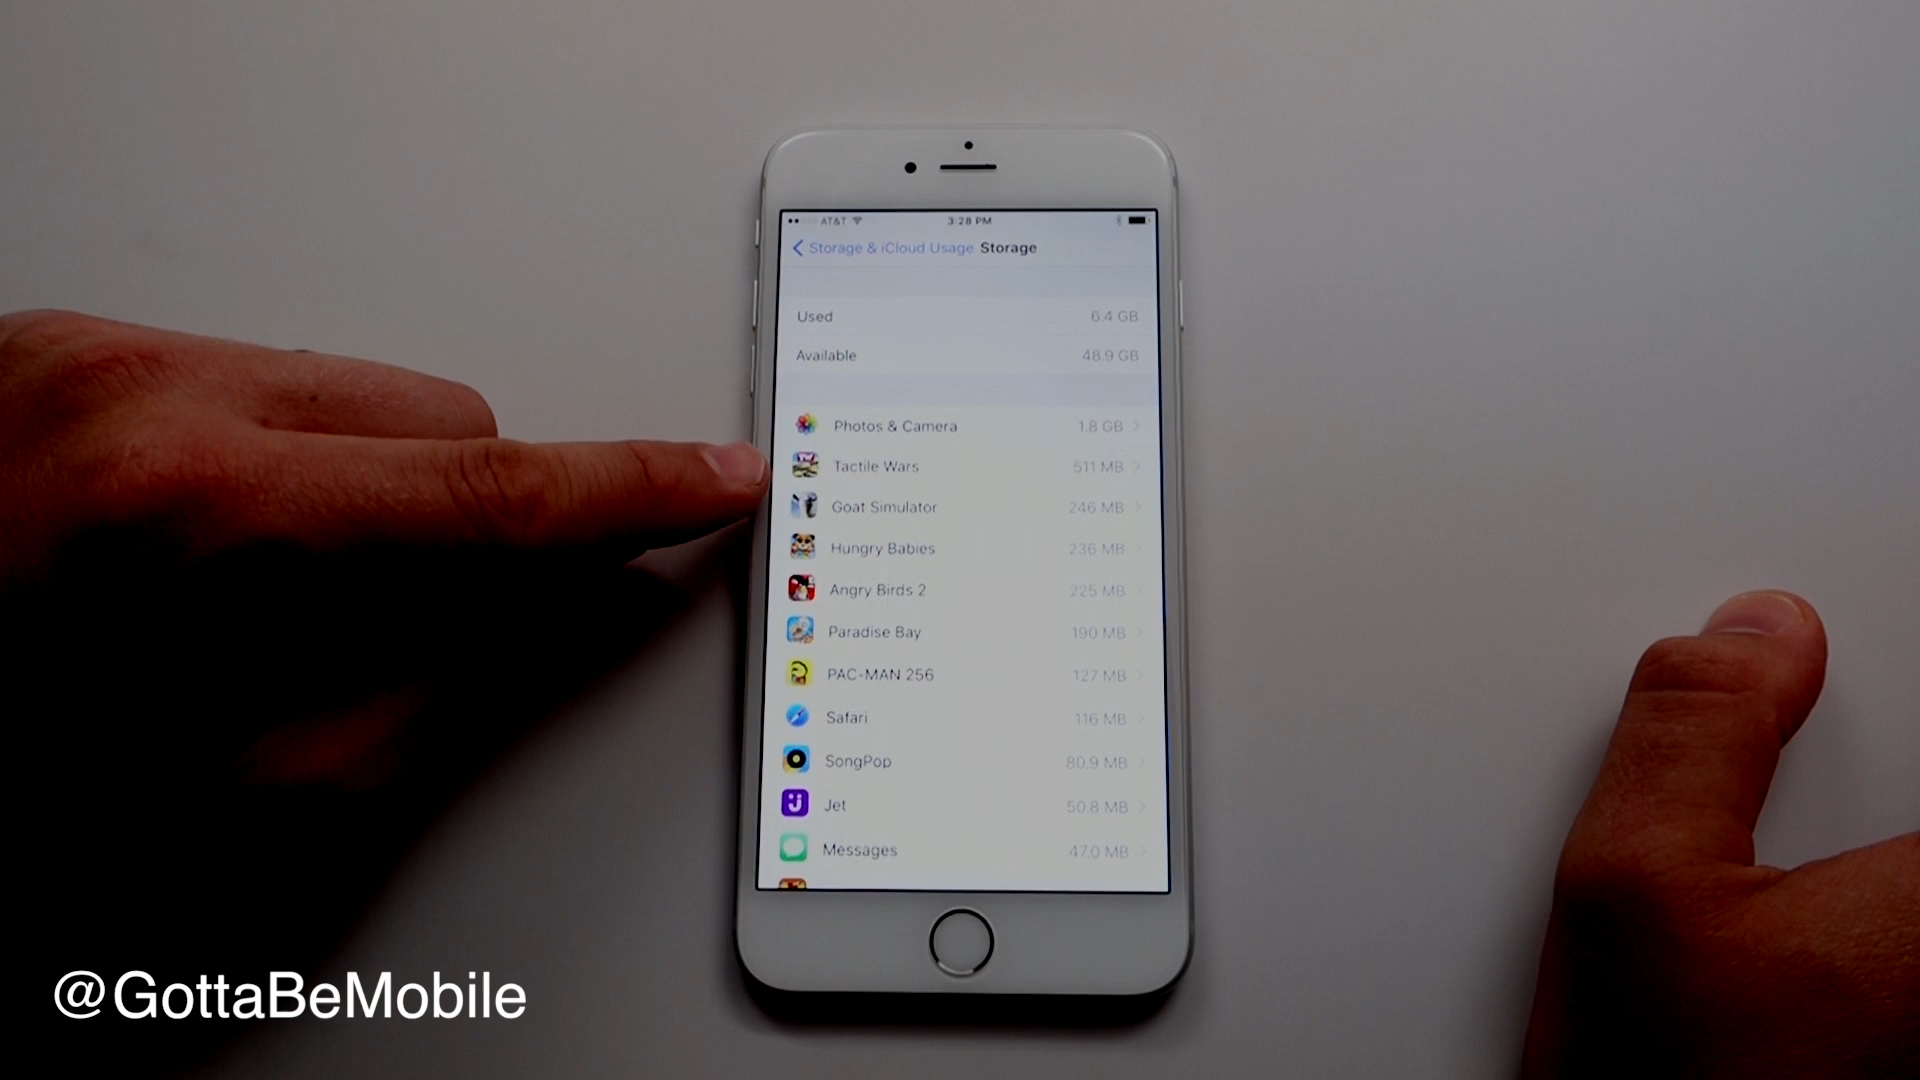 AT&T 3:28 PM
Storage & iCloud Usage Storage
Used 6.4 GB
Available 48.9 GB
Photos & Camera 1.8 GB
Tactile Wars 511 MB
Goat Simulator 246 MB
Hungry Babies 236 MB
Angry Birds 2 225 MB
Paradise Bay 190 MB
PAC-MAN 256 127 MB
Safari 116 MB
SongPop 80.9 MB
Jet 50.8 MB
Messages 47.0 MB
@GottaBeMobile